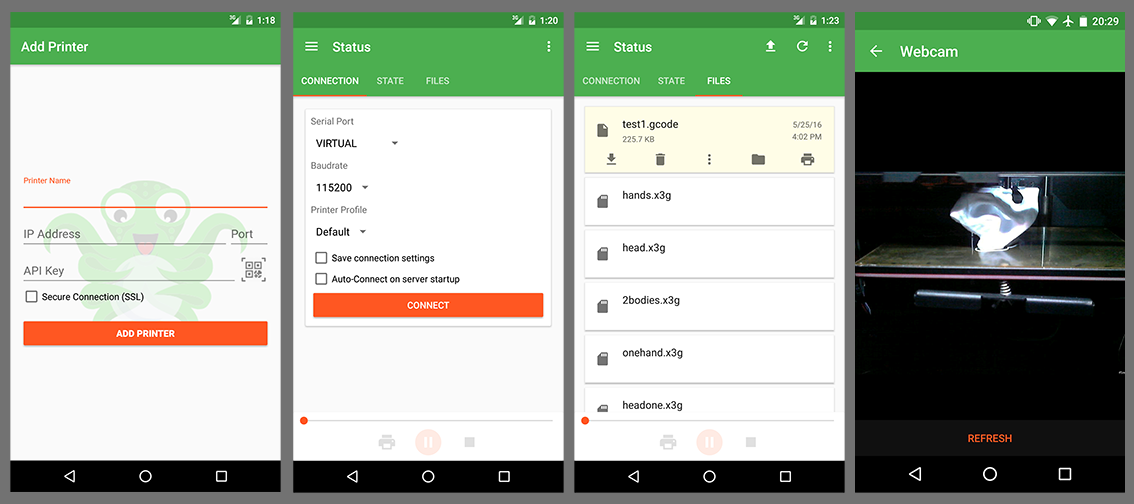 1:18
Add Printer
Printer Name
IP Address Port
API Key
Secure Connection (SSL)
ADD PRINTER
3G 1:20
Status
CONNECTION STATE FILES
Serial Port
VIRTUAL
Baudrate
115200
Printer Profile
Default
Save connection settings
Auto-Connect on server startup
CONNECT
3G 1:23
Status
CONNECTION STATE FILES
test1.gcode 5/25/16
225.7 KB 4:02 PM
hands.x3g
head.x3g
2bodies.x3g
onehand.x3g
headone.x3g
20:29
Webcam
REFRESH